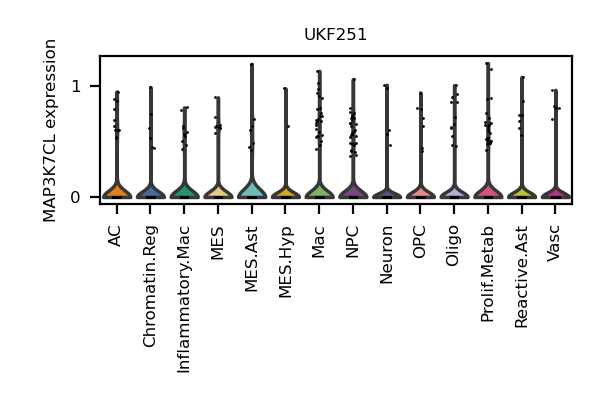 UKF251
MAP3K7CL expression
1
0
AC
Chromatin.Reg
Inflammatory.Mac
MES
MES.Ast
MES.Hyp
Mac
NPC
Neuron
OPC
Oligo
Prolif.Metab
Reactive.Ast
Vasc